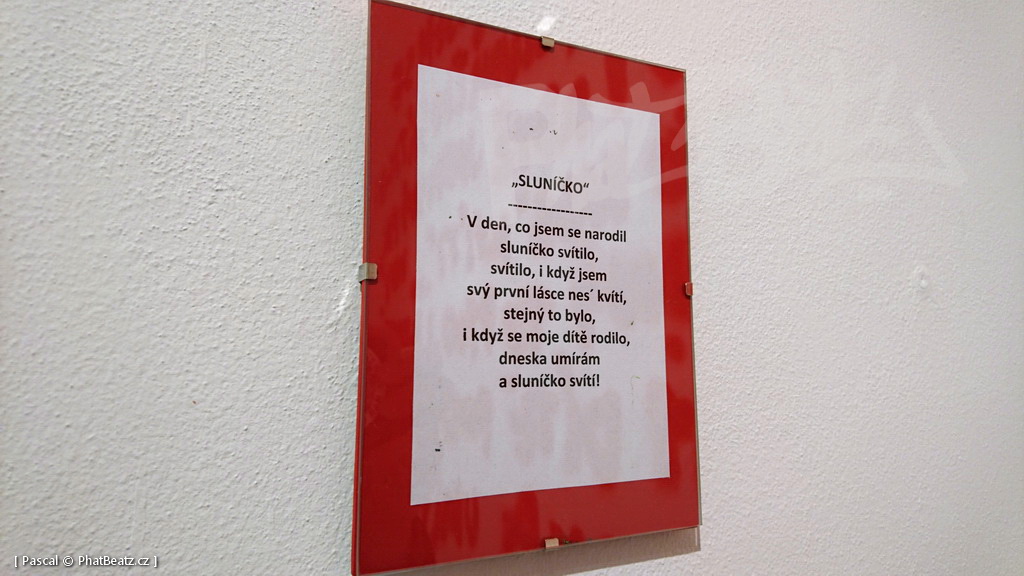 „SLUNÍČKO“
------------------
V den, co jsem se narodil
sluníčko svítilo,
svítilo, i když jsem
svý první lásce nes´ kvítí,
stejný to bylo,
i když se moje dítě rodilo,
dneska umírám
a sluníčko svítí!
[ Pascal © PhatBeatz.cz ]